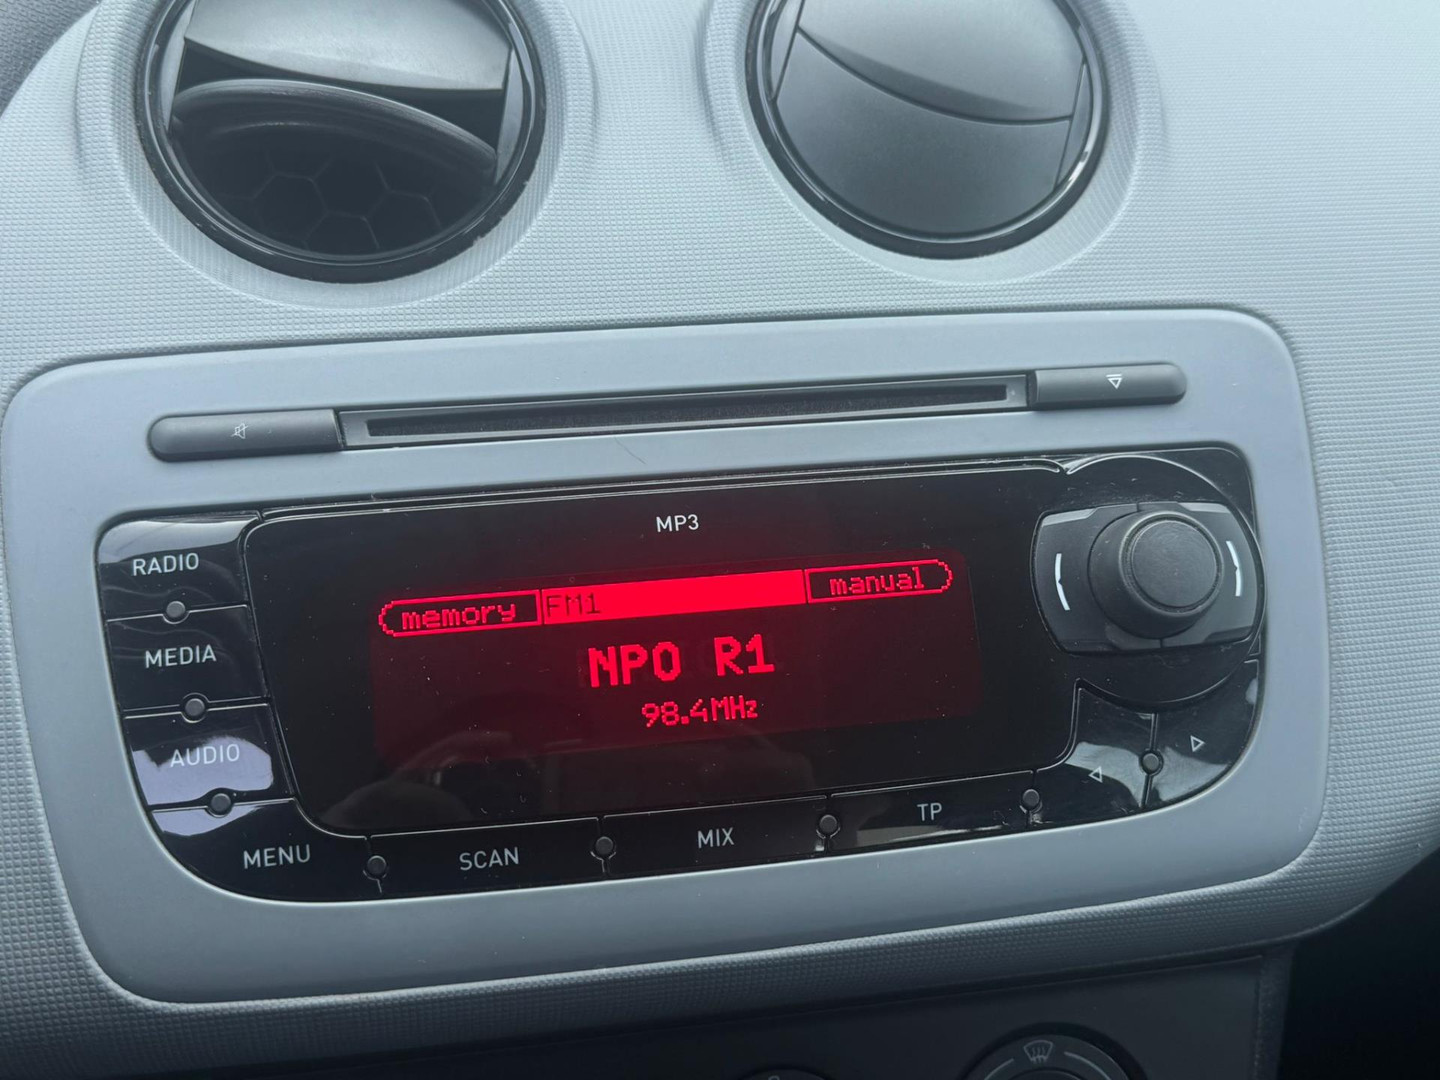 MP3
RADIO
memory FM1 manual
NPO R1
MEDIA
98.4MHz
AUDIO
MENU
SCAN
MIX
TP